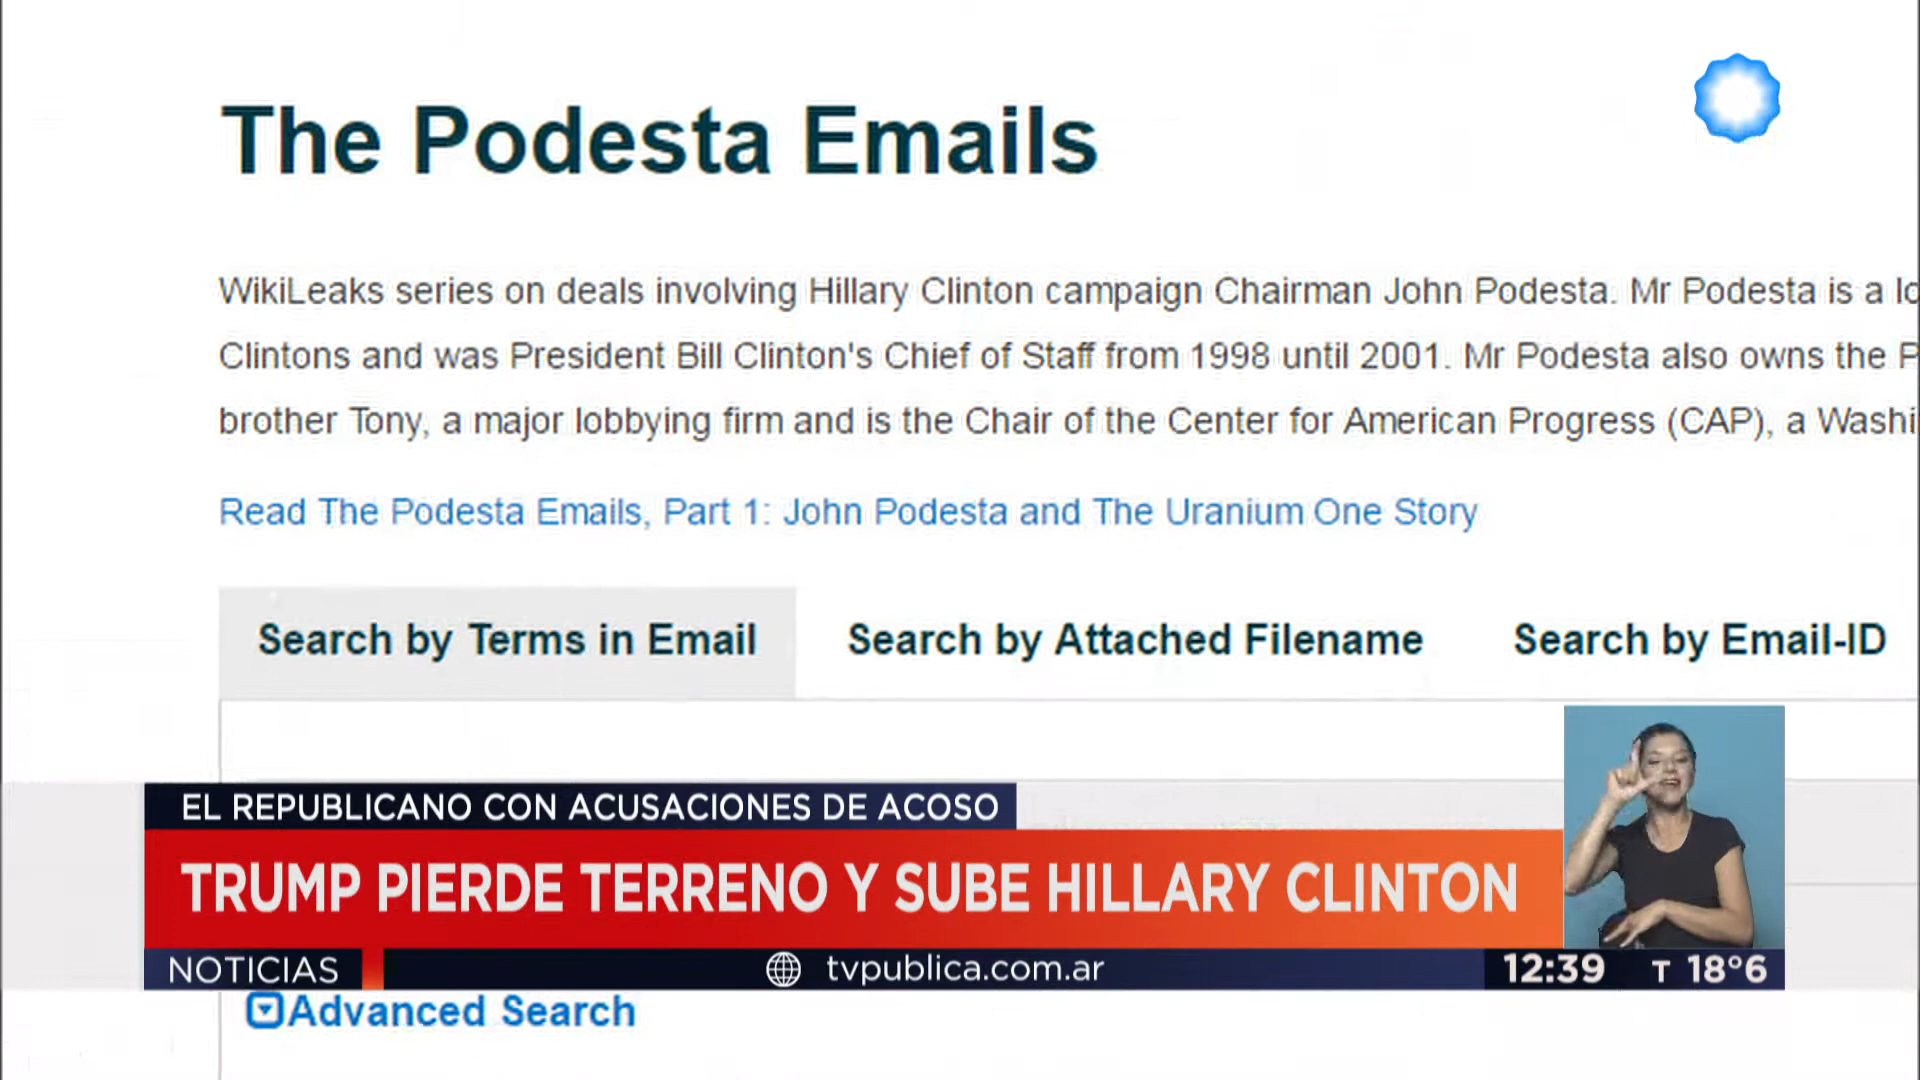 The Podesta Emails
WikiLeaks series on deals involving Hillary Clinton campaign Chairman John Podesta. Mr Podesta is a
Clintons and was President Bill Clinton's Chief of Staff from 1998 until 2001. Mr Podesta also owns the
brother Tony, a major lobbying firm and is the Chair of the Center for American Progress (CAP), a
Read The Podesta Emails, Part 1: John Podesta and The Uranium One Story
Search by Terms in Email
Search by Attached Filename
Search by Email-ID
EL REPUBLICANO CON ACUSACIONES DE ACOSO
TRUMP PIERDE TERRENO Y SUBE HILLARY CLINTON
NOTICIAS
tvpublica.com.ar
12:39
T 18°6
Advanced Search